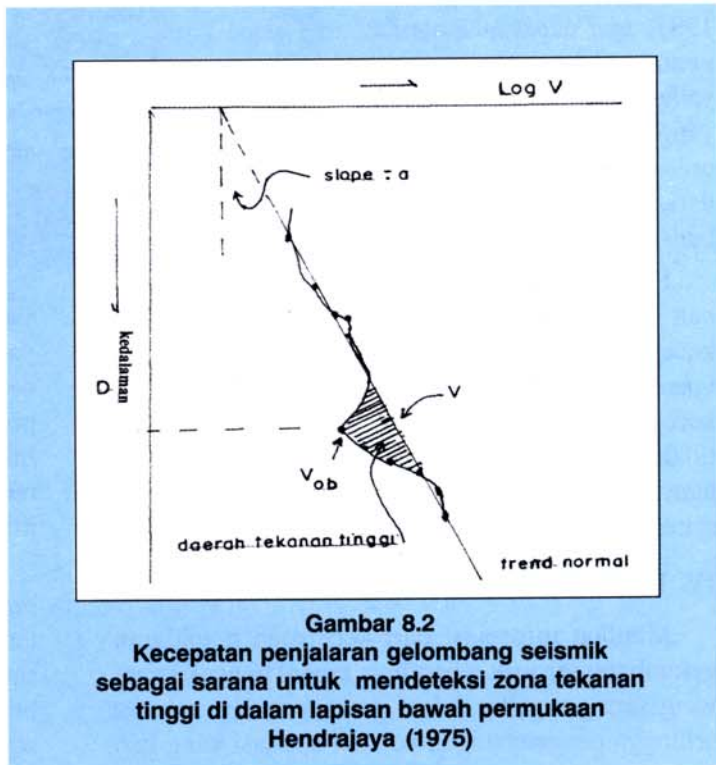 Log V
slope = a
kedalaman
D
V
V ob
daerah tekanan tinggi
trend normal
Gambar 8.2
Kecepatan penjalaran gelombang seismik
sebagai sarana untuk mendeteksi zona tekanan
tinggi di dalam lapisan bawah permukaan
Hendrajaya (1975)